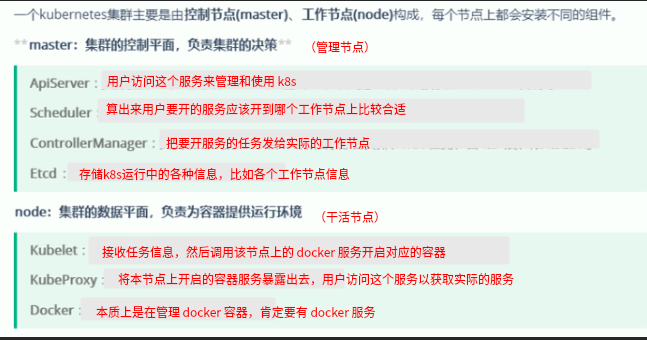 一个kubernetes集群主要是由控制节点(master)、工作节点(node)构成，每个节点上都会安装不同的组件。
**master：集群的控制平面，负责集群的决策** （管理节点）
ApiServer : 用户访问这个服务来管理和使用 k8s
Scheduler : 算出来用户要开的服务应该开到哪个工作节点上比较合适
ControllerManager : 把要开服务的任务发给实际的工作节点
Etcd : 存储k8s运行中的各种信息，比如各个工作节点信息
node：集群的数据平面，负责为容器提供运行环境 （干活节点）
Kubelet : 接收任务信息，然后调用该节点上的 docker 服务开启对应的容器
KubeProxy : 将本节点上开启的容器服务暴露出去，用户访问这个服务以获取实际的服务
Docker : 本质上是在管理 docker 容器，肯定要有 docker 服务